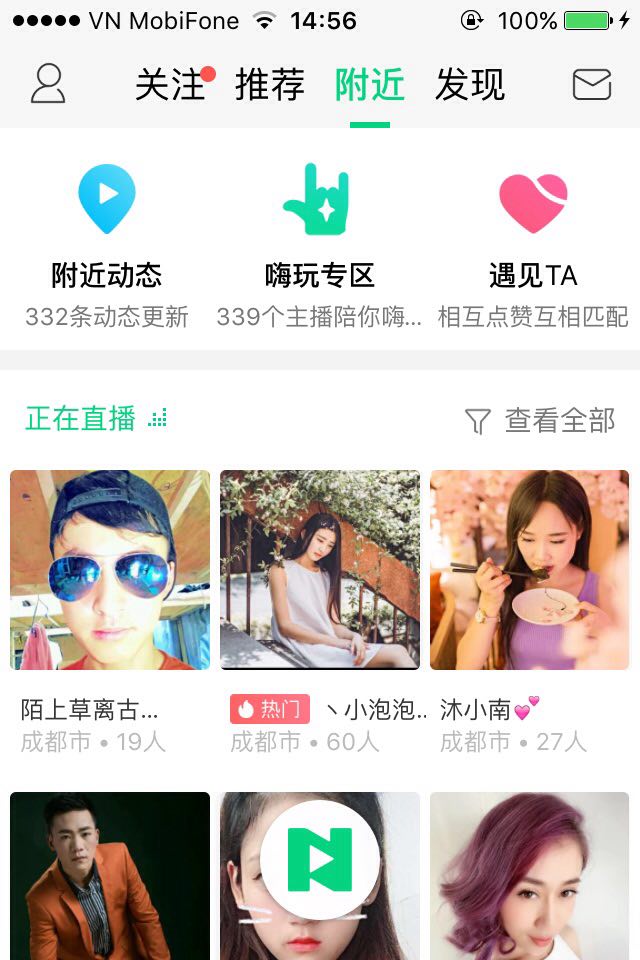 VN MobiFone 14:56 100%
关注 推荐 附近 发现
附近动态 嗨玩专区 遇见TA
332条动态更新 339个主播陪你嗨... 相互点赞互相匹配
正在直播 查看全部
陌上草离古... 热门 丶小泡泡.. 沐小南💕
成都市 • 19人 成都市 • 60人 成都市 • 27人